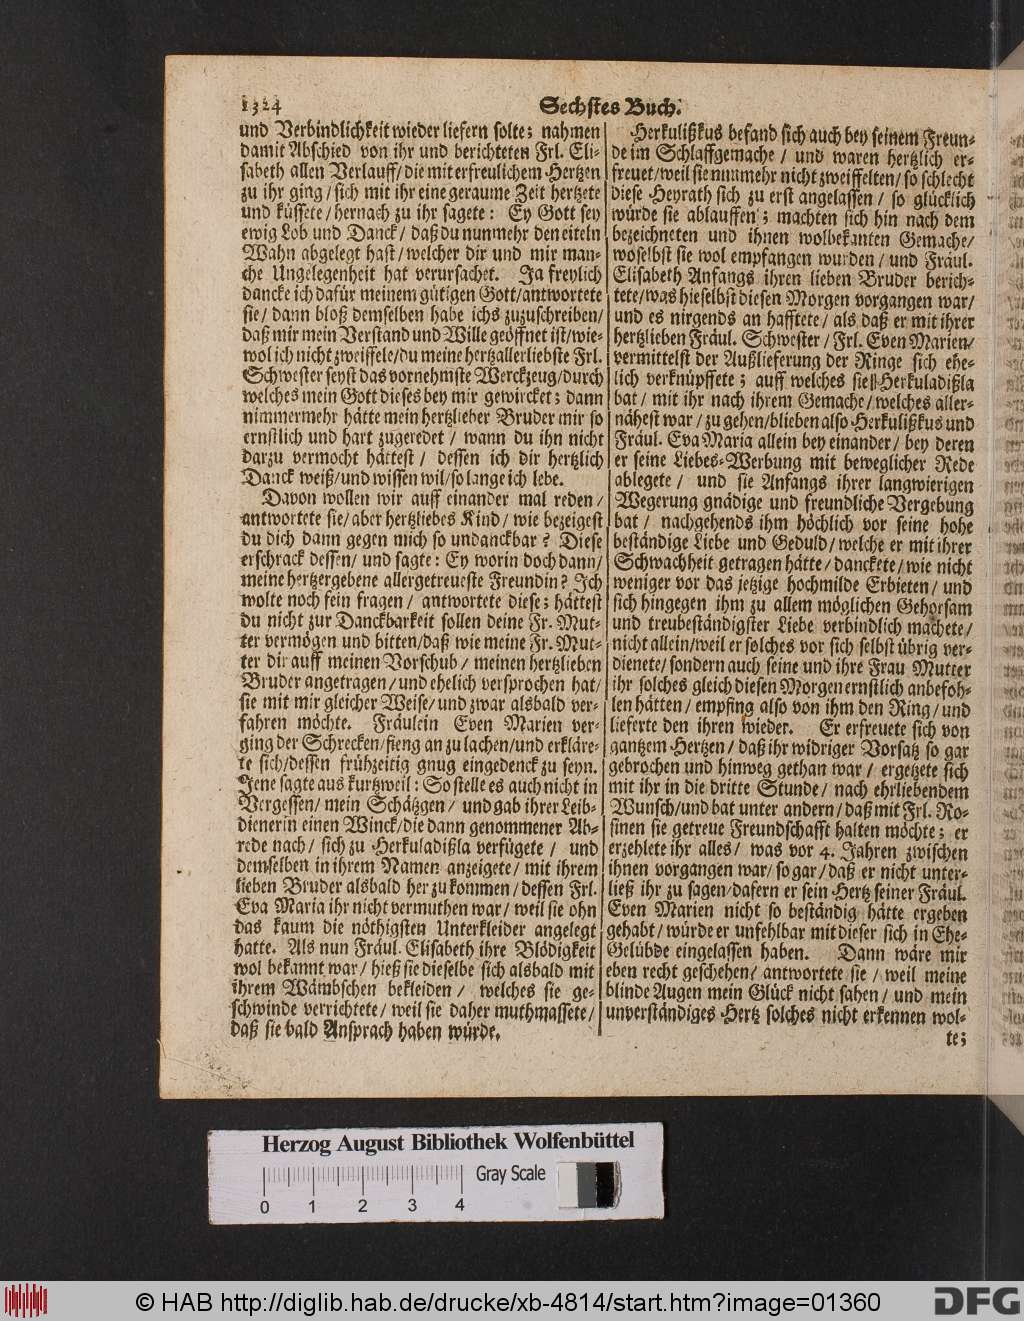 1324
Sechstes Buch.
und Verbindlichkeit wieder liefern solte; nahmen
damit Abschied von ihr und berichteten Frl. Eli-
sabeth allen Verlauff/die mit erfreulichem Hertzen
zu ihr ging/sich mit ihr eine geraume Zeit hertzete
und küssete/hernach zu ihr sagete: Ey Gott sey
ewig Lob und Danck/ daß du nunmehr den eiteln
Wahn abgelegt hast/welcher dir und mir man-
che Ungelegenheit hat verursachet. Ja freylich
dancke ich dafür meinem gütigen Gott/antwortete
sie/ dann bloß demselben habe ichs zuzuschreiben/
daß mir mein Verstand und Wille geöffnet ist/wie-
wol ich nicht zweiffele/du meine hertzallerliebste Frl.
Schwester seyst das vornehmste Werckzeug/durch
welches mein Gott dieses bey mir gewircket; dann
nimmermehr hätte mein hertzlieber Bruder mir so
ernstlich und hart zugeredet / wann du ihn nicht
darzu vermocht hättest / dessen ich dir hertzlich
Danck weiß/und wissen wil/so lange ich lebe.
Davon wollen wir auff einander mal reden/
antwortete sie/aber hertzliebes Kind/ wie bezeigest
du dich dann gegen mich so undanckbar? Diese
erschrack dessen/ und sagte: Ey worin doch dann/
meine hertzergebene allergetreueste Freundin? Ich
wolte noch fein fragen/ antwortete diese; hättest
du nicht zur Danckbarkeit sollen deine Fr. Mut-
ter vermögen und bitten/daß wie meine Fr. Mut-
ter dir auff meinen Vorschub/ meinen hertzlieben
Bruder angetragen/und ehelich versprochen hat/
sie mit mir gleicher Weise/und zwar alsbald ver-
fahren möchte. Fräulein Even Marien ver-
ging der Schrecken/fieng an zu lachen/und erkläre-
te sich/dessen frühzeitig gnug eingedenck zu seyn.
Jene sagte aus kurtzweil: So stelle es auch nicht in
Vergessen/ mein Schätzgen/ und gab ihrer Leib-
dienerin einen Winck/die dann genommener Ab-
rede nach/ sich zu Herkuladißla verfügete/ und
demselben in ihrem Namen anzeigete/ mit ihrem
lieben Bruder alsbald her zu kommen/ dessen Frl.
Eva Maria ihr nicht vermuthen war/ weil sie ohn
das kaum die nöthigsten Unterkleider angelegt
hatte. Als nun Fräul. Elisabeth ihre Blödigkeit
wol bekannt war/ hieß sie dieselbe sich alsbald mit
ihrem Wämbschen bekleiden/ welches sie ge-
schwinde verrichtete/ weil sie daher muthmassete/
daß sie bald Ansprach haben würde.
Herkulißkus befand sich auch bey seinem Freun-
de im Schlaffgemache / und waren hertzlich er-
freuet/weil sie nunmehr nicht zweiffelten/ so schlecht
diese Heyrath sich zu erst angelassen/ so glücklich
würde sie ablauffen; machten sich hin nach dem
bezeichneten und ihnen wolbekanten Gemache/
woselbst sie wol empfangen wurden/ und Fräul.
Elisabeth Anfangs ihren lieben Bruder berich-
tete/was hieselbst diesen Morgen vorgangen war/
und es nirgends an hafftete/ als daß er mit ihrer
hertzlieben Fräul. Schwester/ Frl. Even Marien/
vermittelst der Außlieferung der Ringe sich ehe-
lich verknüpffete; auff welches sie Herkuladißla
bat/ mit ihr nach ihrem Gemache/welches aller-
nähest war/zu gehen/blieben also Herkulißkus und
Fräul. Eva Maria allein bey einander/ bey deren
er seine Liebes-Werbung mit beweglicher Rede
ablegete/ und sie Anfangs ihrer langwierigen
Wegerung gnädige und freundliche Vergebung
bat/ nachgehends ihm höchlich vor seine hohe
beständige Liebe und Geduld/welche er mit ihrer
Schwachheit getragen hätte/danckete/wie nicht
weniger vor das jetzige hochmilde Erbieten/ und
sich hingegen ihm zu allem möglichen Gehorsam
und treubeständigster Liebe verbindlich machete/
nicht allein/weil er solches vor sich selbst übrig ver-
dienete/sondern auch seine und ihre Frau Mutter
ihr solches gleich diesen Morgen ernstlich anbefoh-
len hätten/ empfing also von ihm den Ring/und
lieferte den ihren wieder. Er erfreuete sich von
gantzem Hertzen/ daß ihr widriger Vorsatz so gar
gebrochen und hinweg gethan war/ ergetzete sich
mit ihr in die dritte Stunde/ nach ehrliebendem
Wunsch/und bat unter andern/daß mit Frl. Ro-
sinen sie getreue Freundschafft halten möchte; er
erzehlete ihr alles/ was vor 4. Jahren zwischen
ihnen vorgangen war/so gar/ daß er nicht unter-
ließ ihr zu sagen/dafern er sein Hertz seiner Fräul.
Even Marien nicht so beständig hätte ergeben
gehabt/würde er unfehlbar mit dieser sich in Ehe-
Gelübde eingelassen haben. Dann wäre mir
eben recht geschehen/ antwortete sie/ weil meine
blinde Augen mein Glück nicht sahen/ und mein
unverständiges Hertz solches nicht erkennen wol-
te;
Herzog August Bibliothek Wolfenbüttel
Gray Scale
0 1 2 3 4
© HAB http://diglib.hab.de/drucke/xb-4814/start.htm?image=01360
DFG